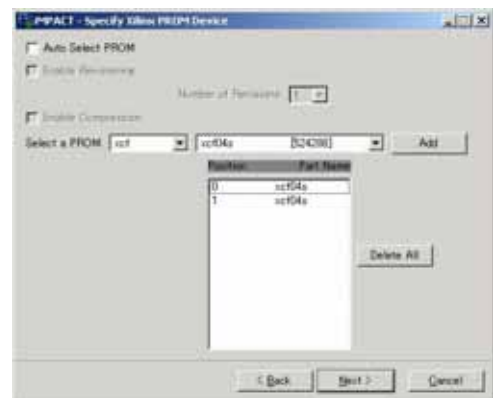 iMPACT - Specify Xilinx PROM Device
Auto Select PROM
Enable Revisioning
Number of Revisions: 1
Enable Compression
Select a PROM: xcf xcf04s [524288] Add
Position Part Name
0 xcf04s
1 xcf04s
Delete All
< Back Next > Cancel